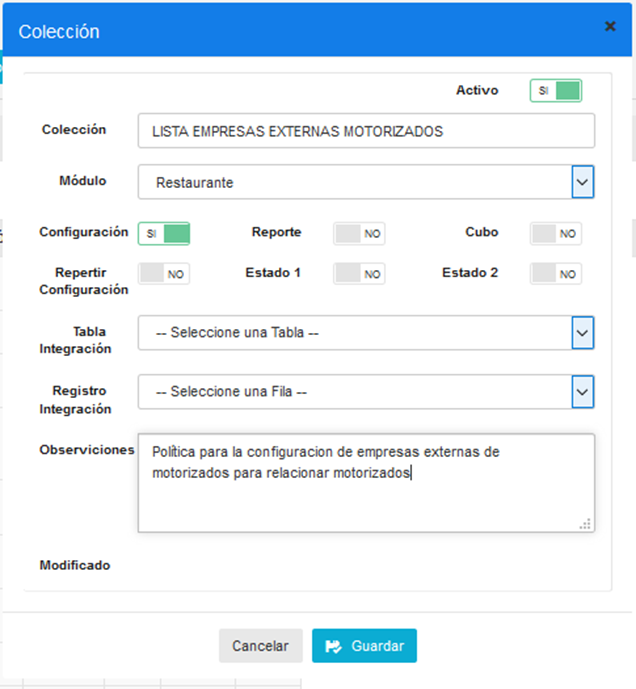 Colección
Activo SI
Colección LISTA EMPRESAS EXTERNAS MOTORIZADOS
Módulo Restaurante
Configuración SI Reporte NO Cubo NO
Repertir NO Estado 1 NO Estado 2 NO
Configuración
Tabla -- Seleccione una Tabla --
Integración
Registro -- Seleccione una Fila --
Integración
Observiciones Política para la configuracion de empresas externas de
motorizados para relacionar motorizados
Modificado
Cancelar Guardar